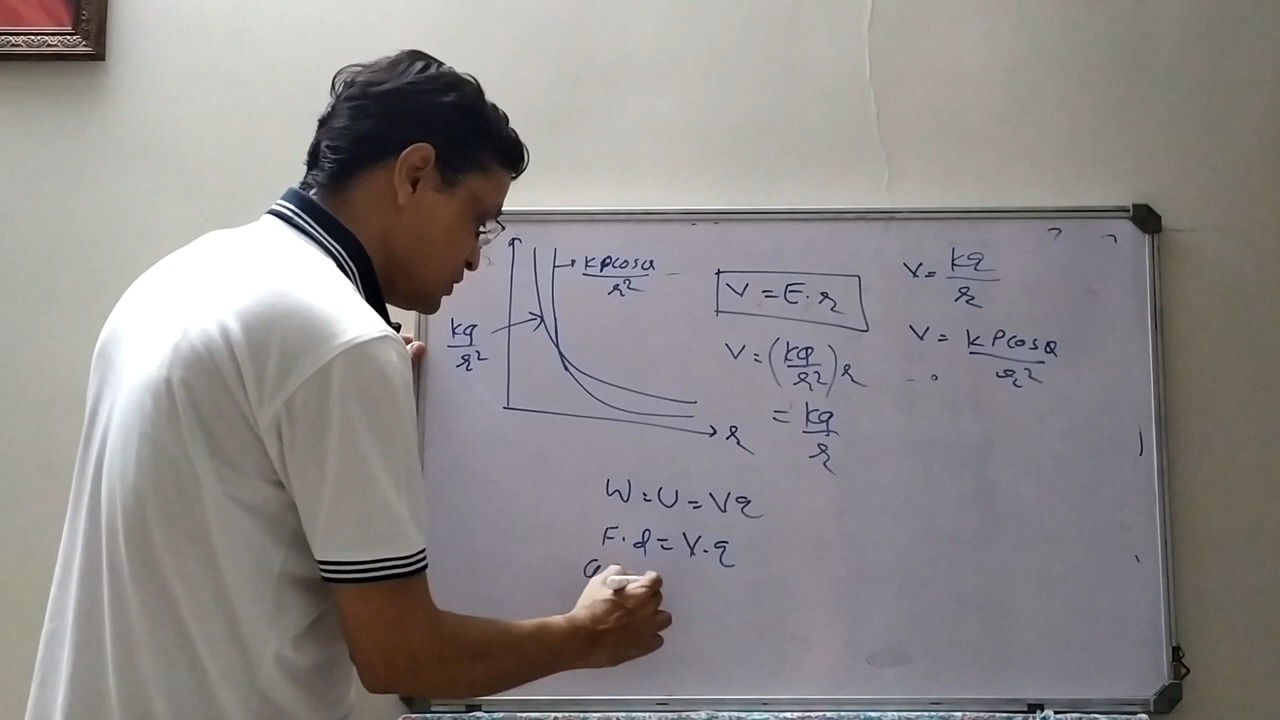 kq/r²
kPcosθ/r²
r
V = E·r
V = (kq/r²)r
= kq/r
V = kq/r
V = kPcosθ/r²
W = U = Vq
F·d = V·q